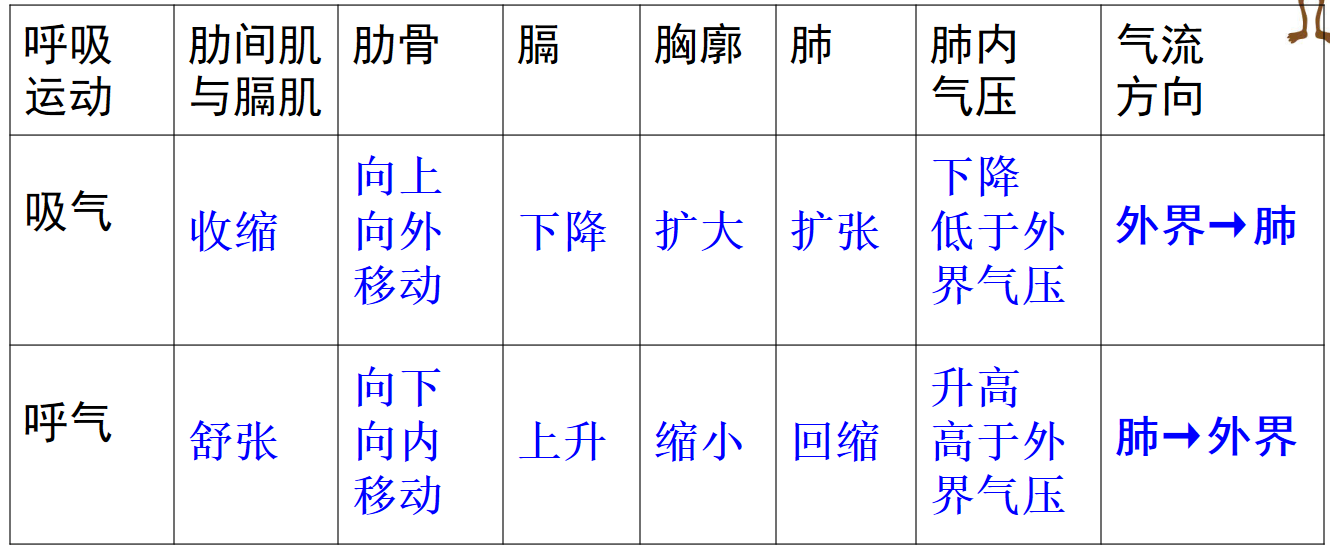 呼吸
运动
肋间肌
与膈肌
肋骨
膈
胸廓
肺
肺内
气压
气流
方向
吸气
收缩
向上
向外
移动
下降
扩大
扩张
下降
低于外
界气压
外界→肺
呼气
舒张
向下
向内
移动
上升
缩小
回缩
升高
高于外
界气压
肺→外界